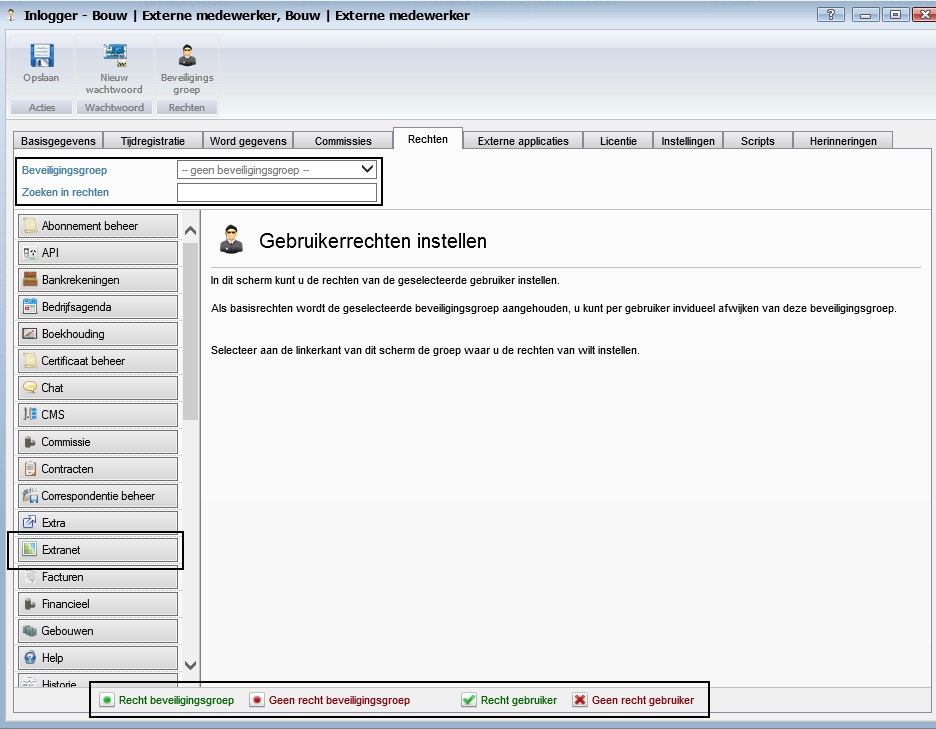 Inlogger - Bouw | Externe medewerker, Bouw | Externe medewerker
?
Opslaan
Nieuw
wachtwoord
Beveiligings
groep
Acties
Wachtwoord
Rechten
Basisgegevens
Tijdregistratie
Word gegevens
Commissies
Rechten
Externe applicaties
Licentie
Instellingen
Scripts
Herinneringen
Beveiligingsgroep
-- geen beveiligingsgroep --
Zoeken in rechten
Abonnement beheer
API
Bankrekeningen
Bedrijfsagenda
Boekhouding
Certificaat beheer
Chat
CMS
Commissie
Contracten
Correspondentie beheer
Extra
Extranet
Facturen
Financieel
Gebouwen
Help
Historie
Gebruikerrechten instellen
In dit scherm kunt u de rechten van de geselecteerde gebruiker instellen.
Als basisrechten wordt de geselecteerde beveiligingsgroep aangehouden, u kunt per gebruiker invidueel afwijken van deze beveiligingsgroep.
Selecteer aan de linkerkant van dit scherm de groep waar u de rechten van wilt instellen.
Recht beveiligingsgroep
Geen recht beveiligingsgroep
Recht gebruiker
Geen recht gebruiker